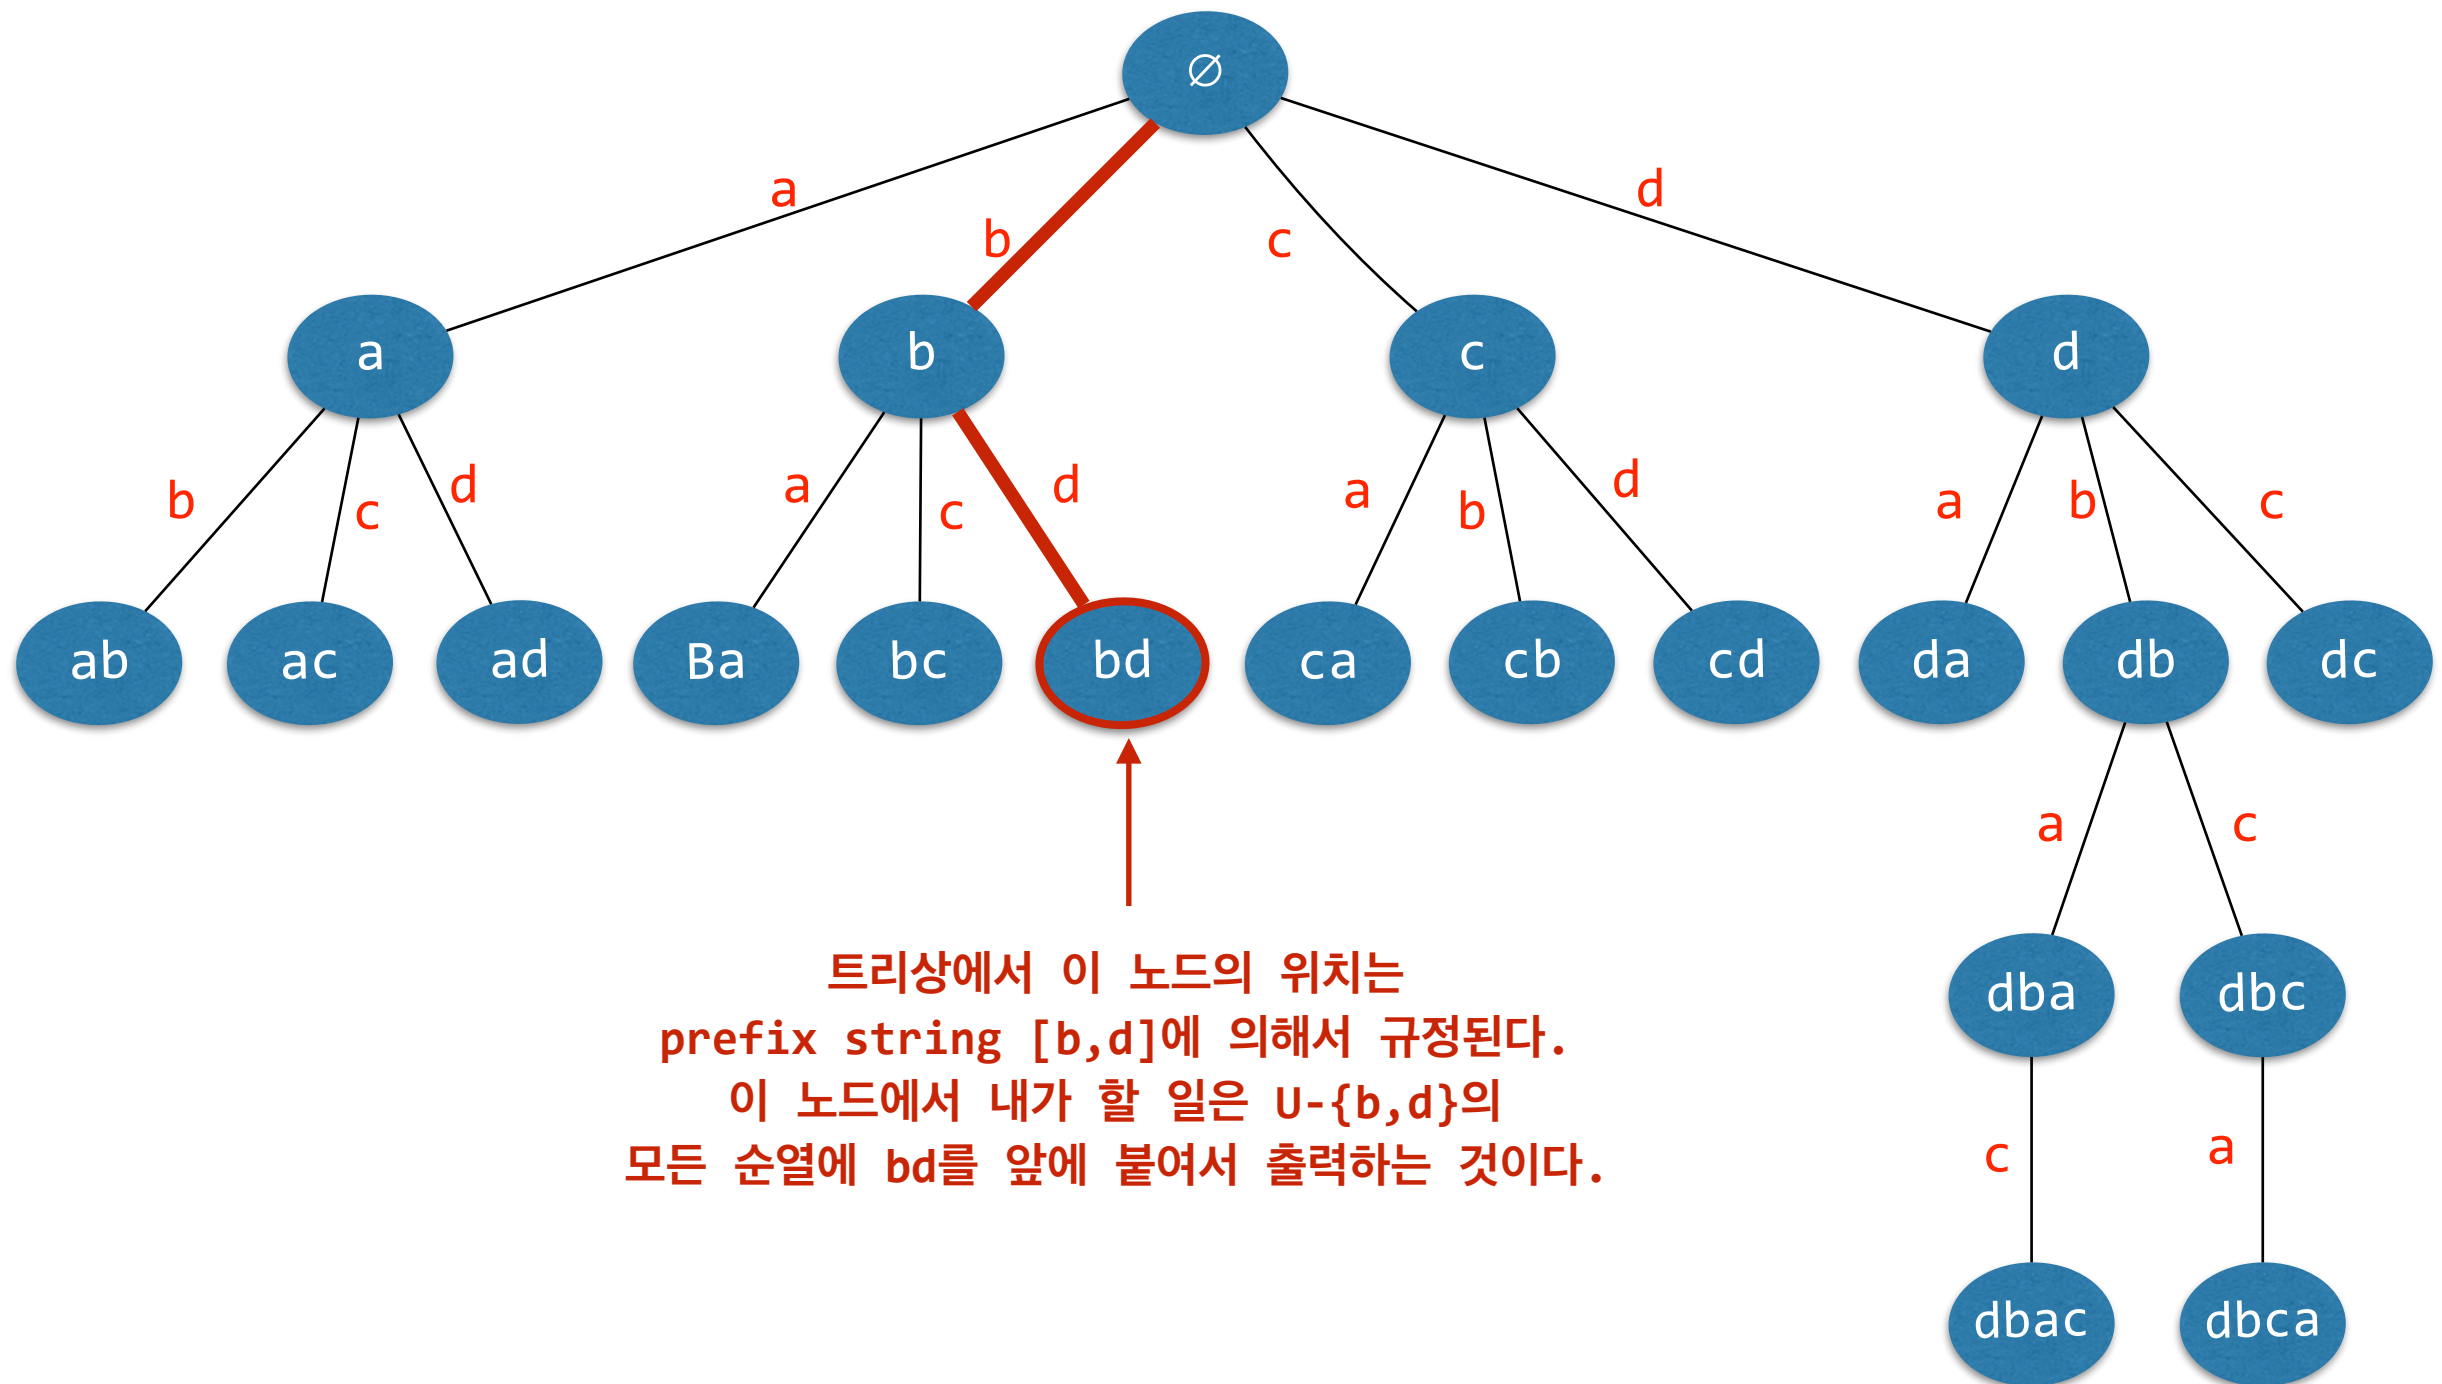 ∅
a
b
c
d
a
b
c
d
b
c
d
a
c
d
a
b
d
a
b
c
ab
ac
ad
Ba
bc
bd
ca
cb
cd
da
db
dc
a
c
트리상에서 이 노드의 위치는
prefix string [b,d]에 의해서 규정된다.
이 노드에서 내가 할 일은 U-{b,d}의
모든 순열에 bd를 앞에 붙여서 출력하는 것이다.
dba
dbc
c
a
dbac
dbca